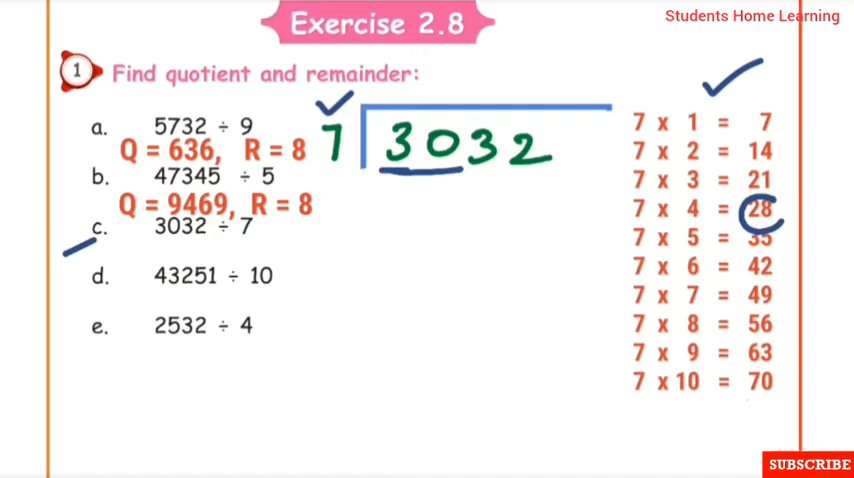 Students Home Learning
Exercise 2.8
1 Find quotient and remainder:
a. 5732 ÷ 9
Q = 636, R = 8
b. 47345 ÷ 5
Q = 9469, R = 8
c. 3032 ÷ 7
d. 43251 ÷ 10
e. 2532 ÷ 4
7 3032
7 x 1 = 7
7 x 2 = 14
7 x 3 = 21
7 x 4 = 28
7 x 5 = 35
7 x 6 = 42
7 x 7 = 49
7 x 8 = 56
7 x 9 = 63
7 x 10 = 70
SUBSCRIBE